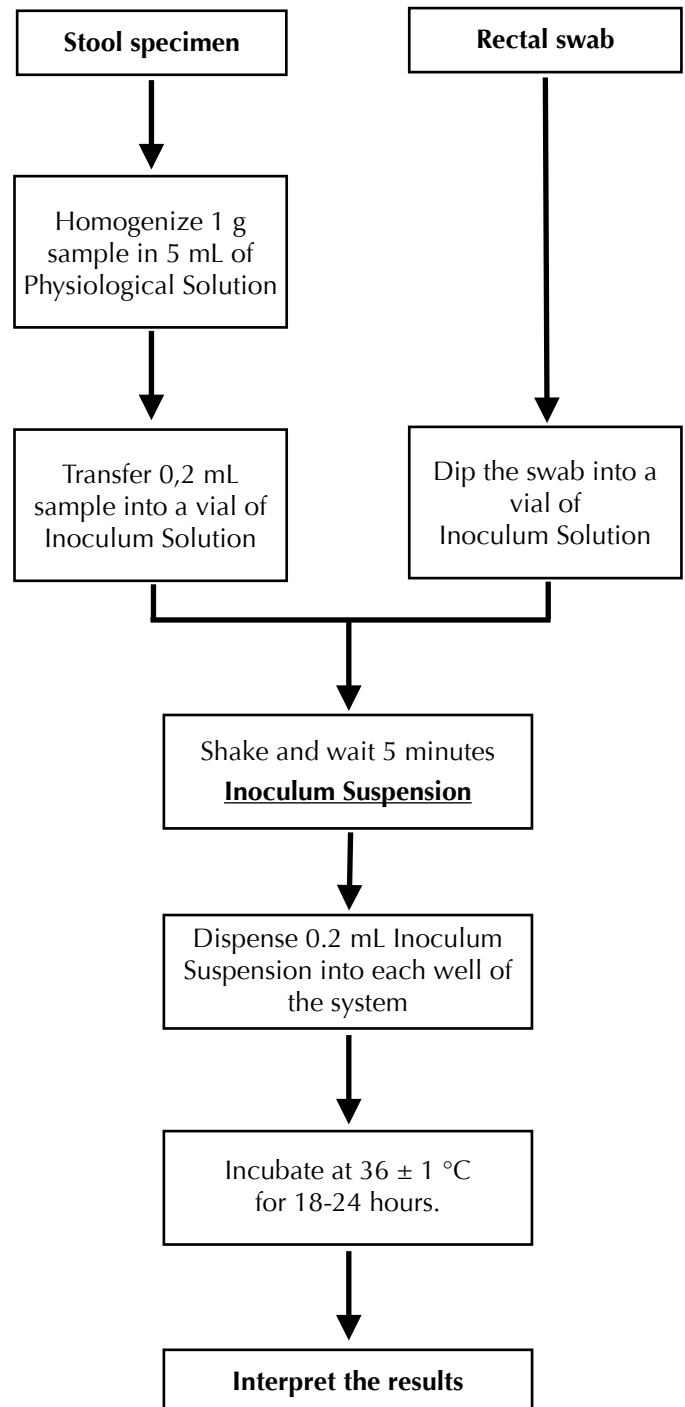 Stool specimen
Rectal swab
Homogenize 1 g
sample in 5 mL of
Physiological Solution
Transfer 0,2 mL
sample into a vial of
Inoculum Solution
Dip the swab into a
vial of
Inoculum Solution
Shake and wait 5 minutes
Inoculum Suspension
Dispense 0.2 mL Inoculum
Suspension into each well of
the system
Incubate at 36 ± 1 °C
for 18-24 hours.
Interpret the results